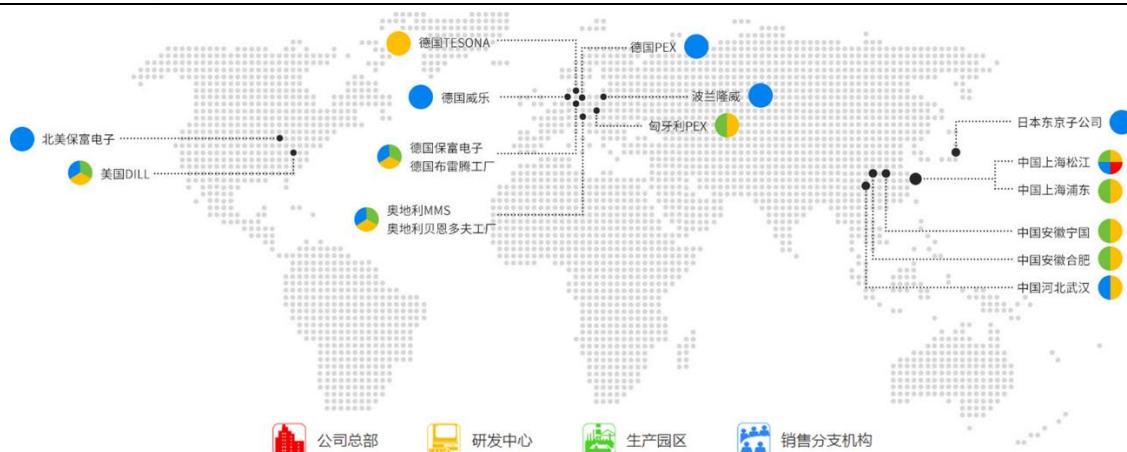 德国TESONA
德国PEX
德国威乐
波兰隆威
匈牙利PEX
北美保富电子
美国DILL
德国保富电子
德国布雷腾工厂
奥地利MMS
奥地利贝恩多夫工厂
日本东京子公司
中国上海松江
中国上海浦东
中国安徽宁国
中国安徽合肥
中国河北武汉
公司总部
研发中心
生产园区
销售分支机构